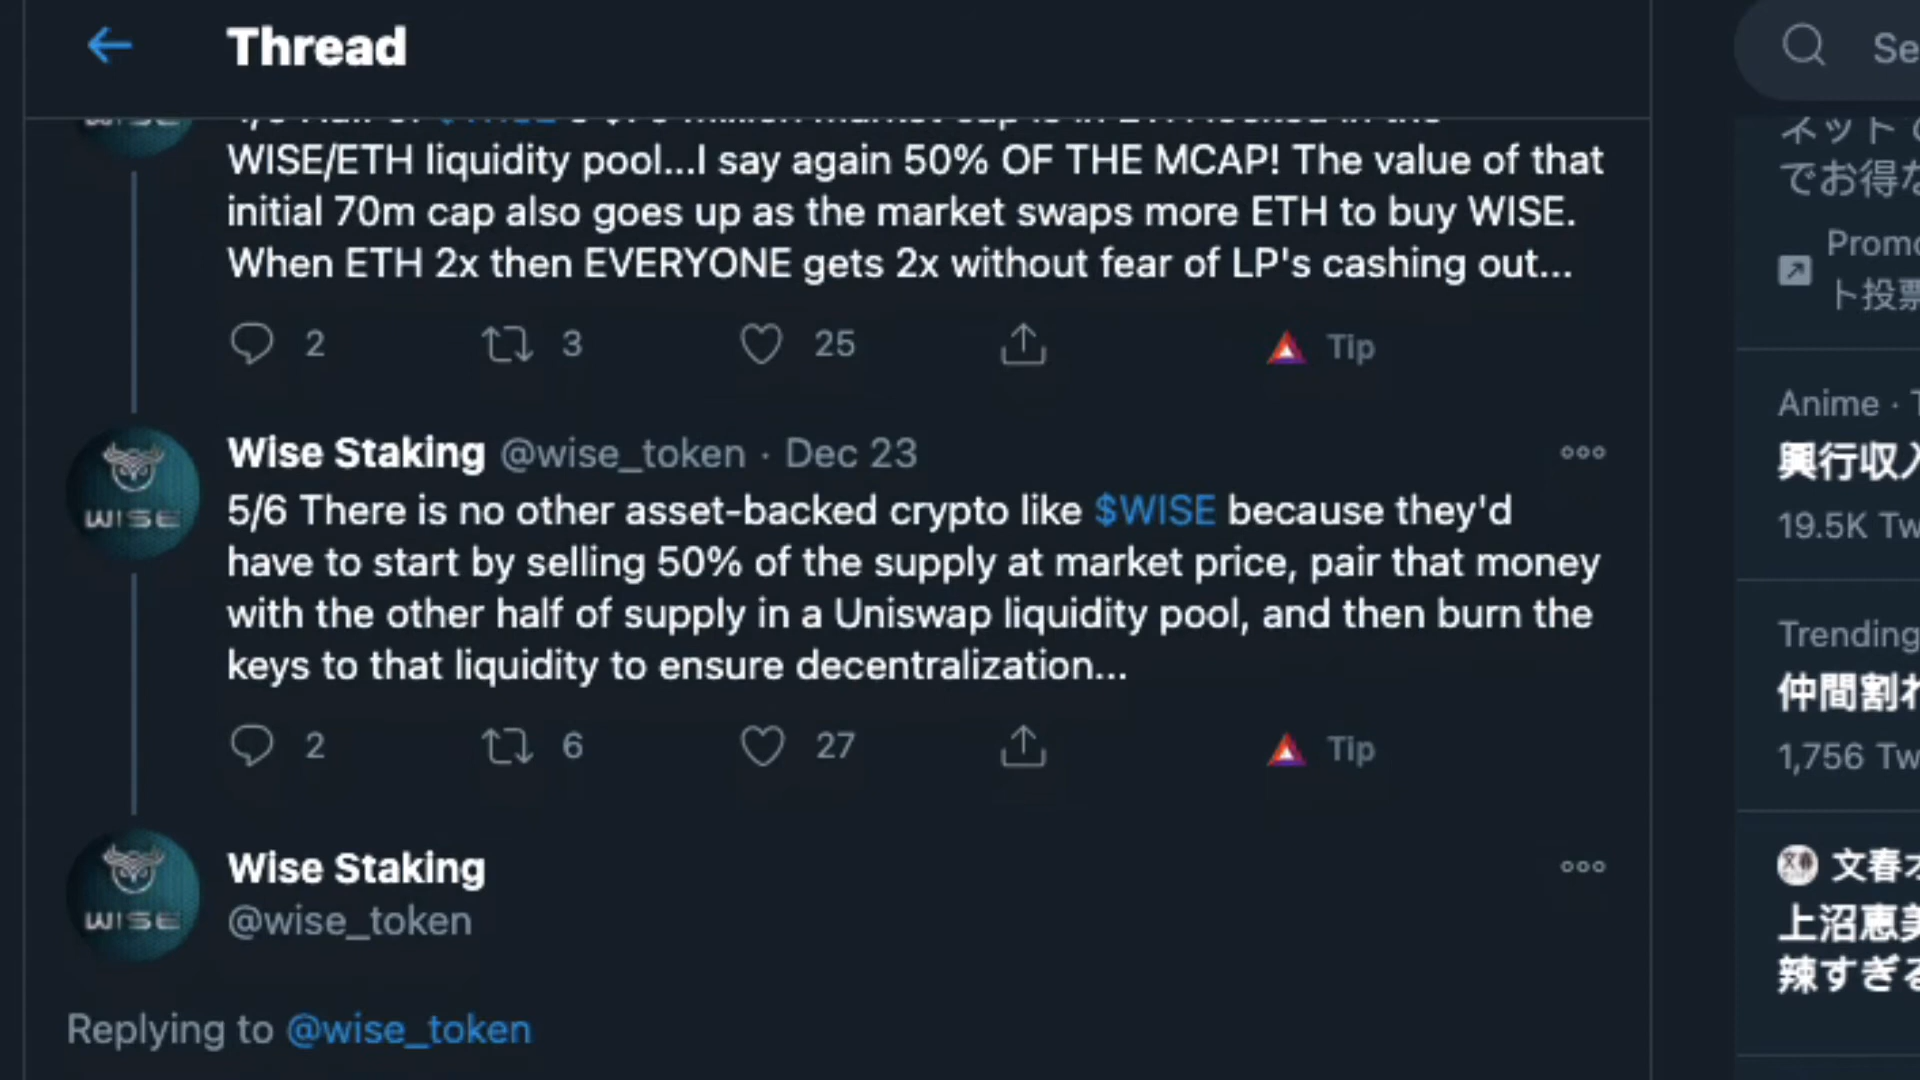 Thread
WISE/ETH liquidity pool...I say again 50% OF THE MCAP! The value of that
initial 70m cap also goes up as the market swaps more ETH to buy WISE.
When ETH 2x then EVERYONE gets 2x without fear of LP's cashing out...
2 3 25 Tip
Wise Staking @wise_token · Dec 23
WISE
5/6 There is no other asset-backed crypto like $WISE because they'd
have to start by selling 50% of the supply at market price, pair that money
with the other half of supply in a Uniswap liquidity pool, and then burn the
keys to that liquidity to ensure decentralization...
2 6 27 Tip
Wise Staking
@wise_token
WISE
Replying to @wise_token
Se
ネット
でお得な
Promo
ト投票
Anime ·
興行収入
19.5K Tw
Trending
仲間割れ
1,756 Tw
文春オ
上沼恵美
辣すぎる